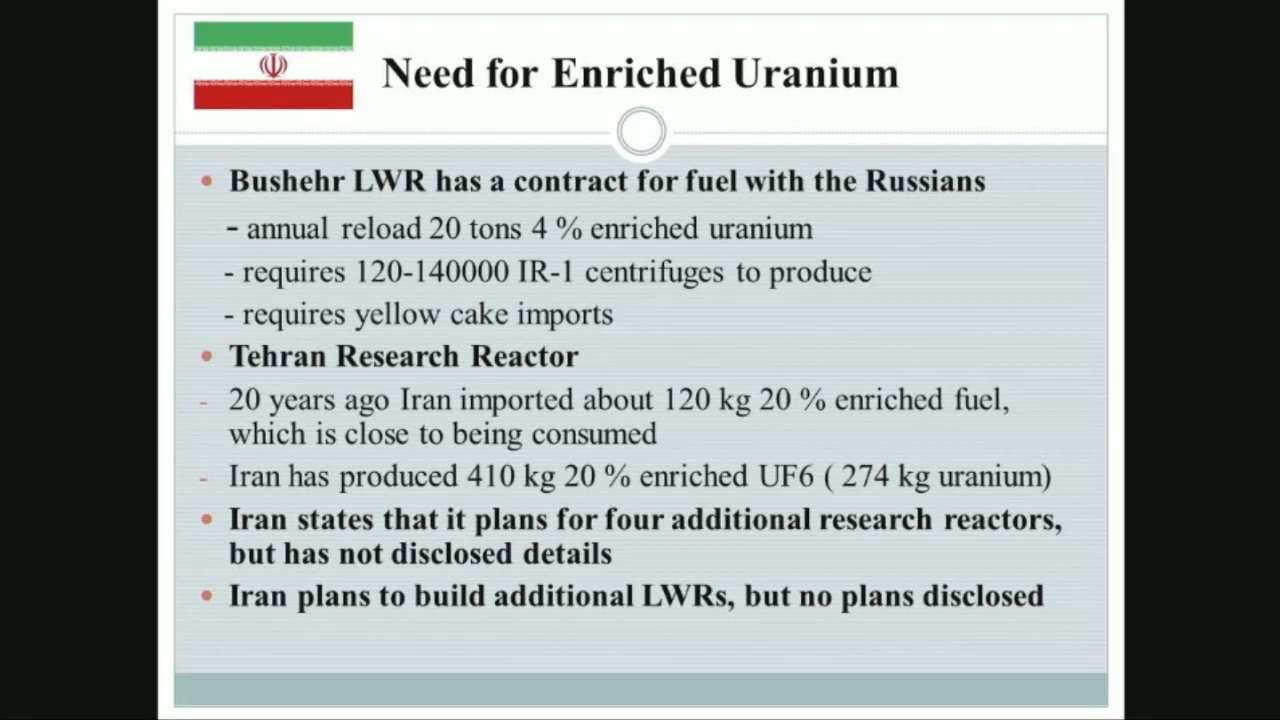 Need for Enriched Uranium
• Bushehr LWR has a contract for fuel with the Russians
- annual reload 20 tons 4 % enriched uranium
- requires 120-140000 IR-1 centrifuges to produce
- requires yellow cake imports
• Tehran Research Reactor
- 20 years ago Iran imported about 120 kg 20 % enriched fuel,
which is close to being consumed
- Iran has produced 410 kg 20 % enriched UF6 ( 274 kg uranium)
• Iran states that it plans for four additional research reactors,
but has not disclosed details
• Iran plans to build additional LWRs, but no plans disclosed